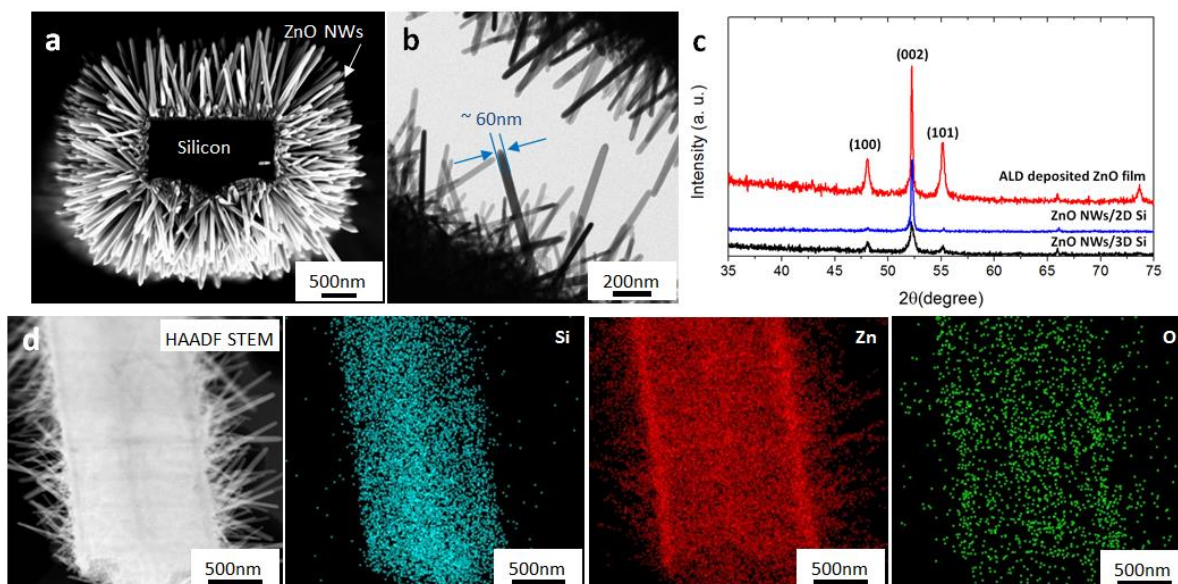 a
ZnO NWs
Silicon
500nm
b
~ 60nm
200nm
c
Intensity (a. u.)
(100)
(002)
(101)
ALD deposited ZnO film
ZnO NWs/2D Si
ZnO NWs/3D Si
35 40 45 50 55 60 65 70 75
2θ(degree)
d
HAADF STEM
500nm
Si
500nm
Zn
500nm
O
500nm